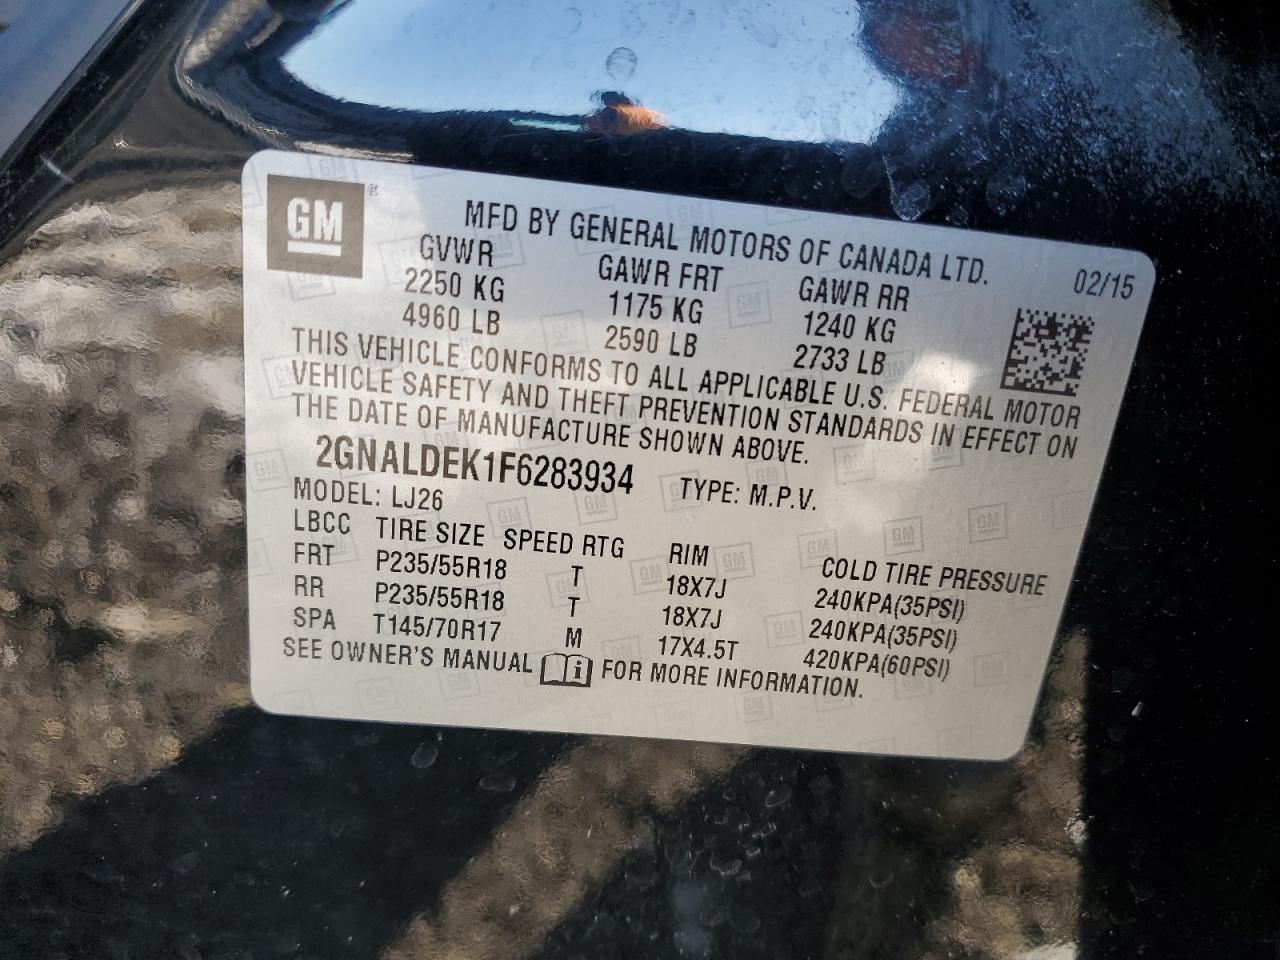 GM ®
MFD BY GENERAL MOTORS OF CANADA LTD.
02/15
GVWR GAWR FRT GAWR RR
2250 KG 1175 KG 1240 KG
4960 LB 2590 LB 2733 LB
THIS VEHICLE CONFORMS TO ALL APPLICABLE U.S. FEDERAL MOTOR
VEHICLE SAFETY AND THEFT PREVENTION STANDARDS IN EFFECT ON
THE DATE OF MANUFACTURE SHOWN ABOVE.
2GNALDEK1F6283934 TYPE: M.P.V.
MODEL: LJ26
LBCC TIRE SIZE SPEED RTG RIM COLD TIRE PRESSURE
FRT P235/55R18 T 18X7J 240KPA(35PSI)
RR P235/55R18 T 18X7J 240KPA(35PSI)
SPA T145/70R17 M 17X4.5T 420KPA(60PSI)
SEE OWNER'S MANUAL i FOR MORE INFORMATION.